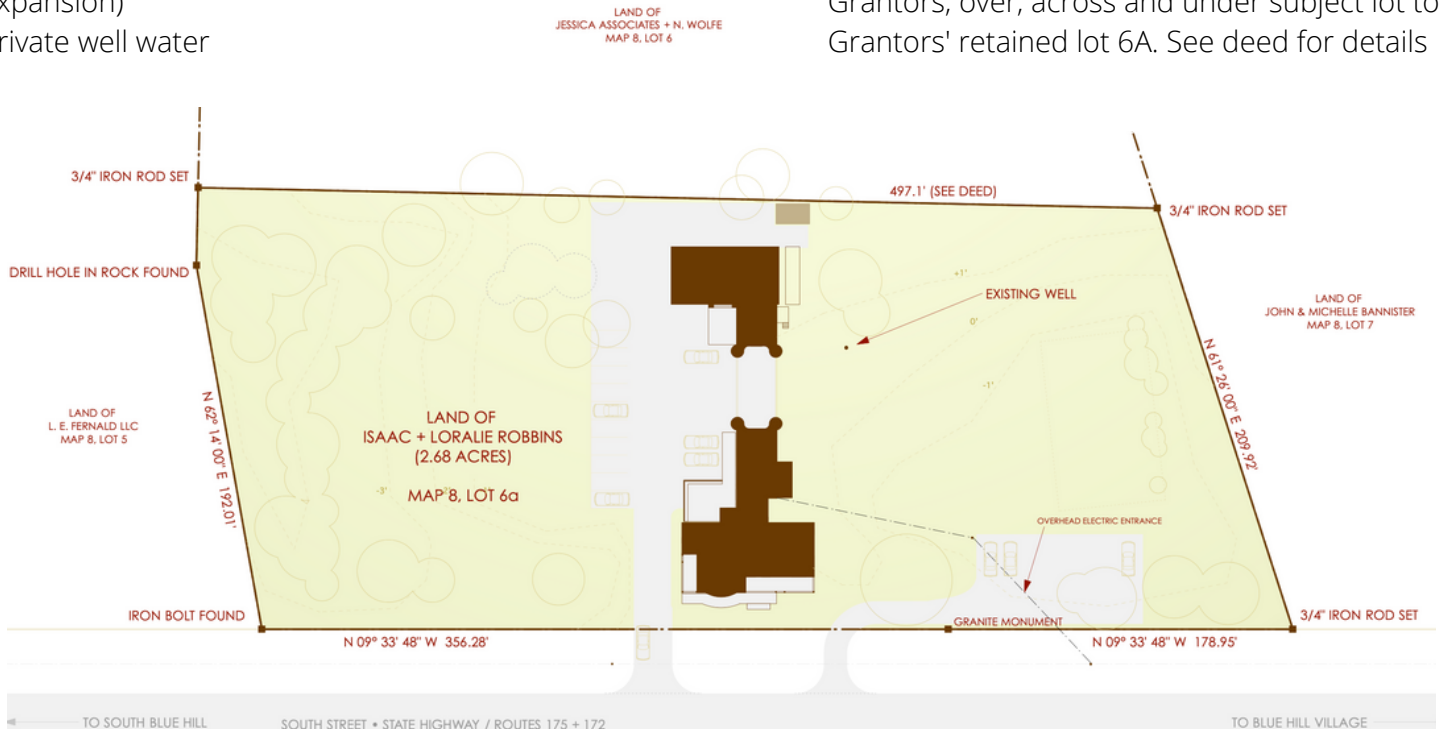 xpansion)
rivate well water
LAND OF
JESSICA ASSOCIATES + N. WOLFE
MAP 8, LOT 6
Grantors, over, across and under subject lot to
Grantors' retained lot 6A. See deed for details
3/4" IRON ROD SET
497.1' (SEE DEED)
3/4" IRON ROD SET
DRILL HOLE IN ROCK FOUND
+1'
EXISTING WELL
0'
LAND OF
JOHN & MICHELLE BANNISTER
MAP 8, LOT 7
-1'
N 61° 26' 00" E 209.92'
LAND OF
L. E. FERNALD LLC
MAP 8, LOT 5
N 62° 14' 00" E 192.01'
LAND OF
ISAAC + LORALIE ROBBINS
(2.68 ACRES)
-3'
MAP 8, LOT 6a
OVERHEAD ELECTRIC ENTRANCE
IRON BOLT FOUND
GRANITE MONUMENT
3/4" IRON ROD SET
N 09° 33' 48" W 356.28'
N 09° 33' 48" W 178.95'
TO SOUTH BLUE HILL
SOUTH STREET • STATE HIGHWAY / ROUTES 175 + 172
TO BLUE HILL VILLAGE